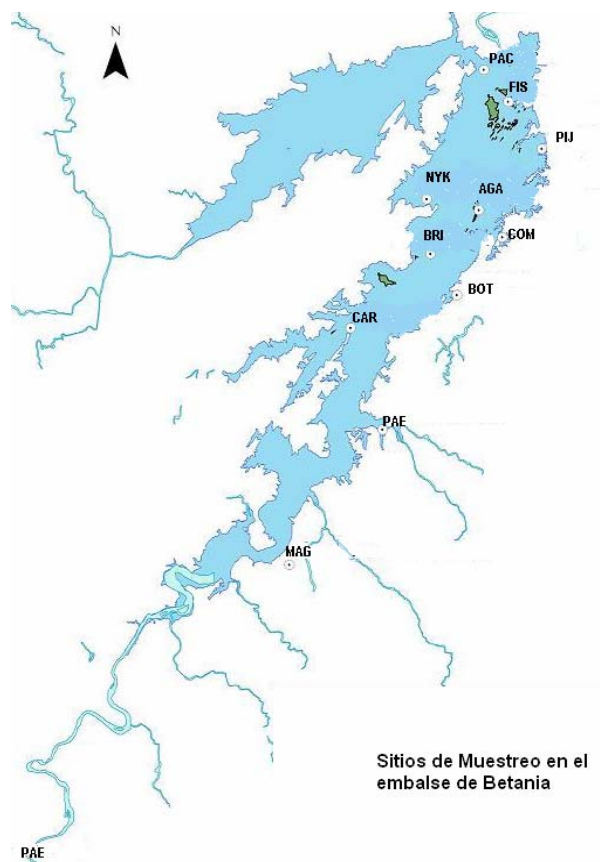 N
PAC
FIS
PIJ
NYK
AGA
COM
BRI
BOT
CAR
PAE
MAG
Sitios de Muestreo en el
embalse de Betania
PAE